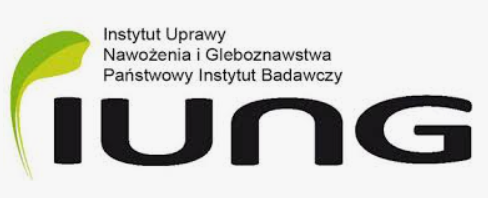 Instytut Uprawy
Nawożenia i Gleboznawstwa
Państwowy Instytut Badawczy
IUNG